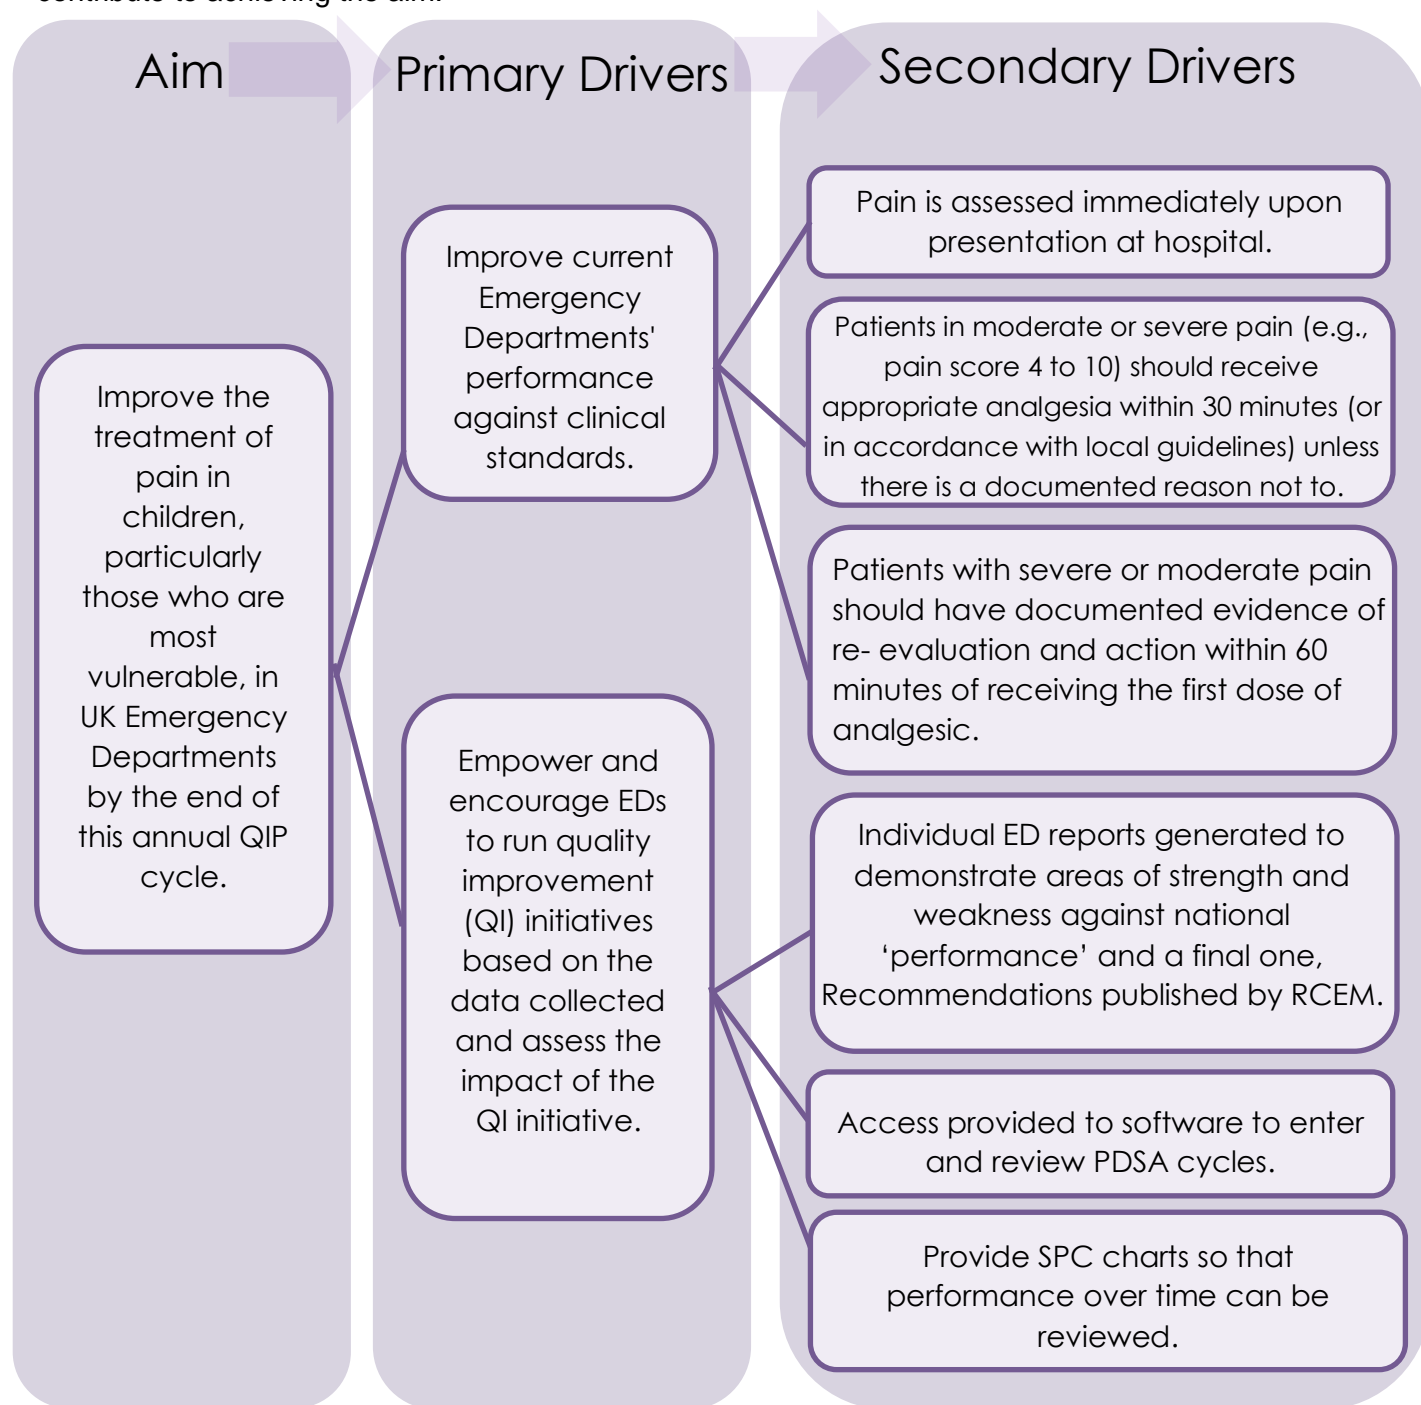 contribute to achieving the aim.
Aim
Primary Drivers
Secondary Drivers
Improve the
treatment of
pain in
children,
particularly
those who are
most
vulnerable, in
UK Emergency
Departments
by the end of
this annual QIP
cycle.
Improve current
Emergency
Departments'
performance
against clinical
standards.
Empower and
encourage EDs
to run quality
improvement
(QI) initiatives
based on the
data collected
and assess the
impact of the
QI initiative.
Pain is assessed immediately upon
presentation at hospital.
Patients in moderate or severe pain (e.g.,
pain score 4 to 10) should receive
appropriate analgesia within 30 minutes (or
in accordance with local guidelines) unless
there is a documented reason not to.
Patients with severe or moderate pain
should have documented evidence of
re- evaluation and action within 60
minutes of receiving the first dose of
analgesic.
Individual ED reports generated to
demonstrate areas of strength and
weakness against national
‘performance’ and a final one,
Recommendations published by RCEM.
Access provided to software to enter
and review PDSA cycles.
Provide SPC charts so that
performance over time can be
reviewed.